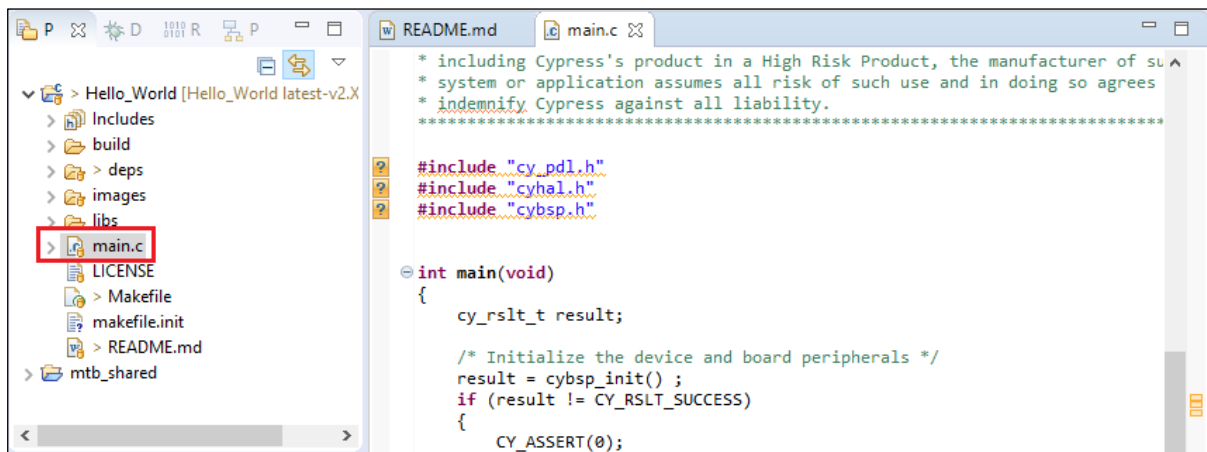 P D 1010 0101 R P
> Hello_World [Hello_World latest-v2.X
Includes
build
> deps
images
libs
main.c
LICENSE
> Makefile
makefile.init
> README.md
mtb_shared
README.md main.c
* including Cypress's product in a High Risk Product, the manufacturer of su
* system or application assumes all risk of such use and in doing so agrees
* indemnify Cypress against all liability.
****************************************************************************
#include "cy_pdl.h"
#include "cyhal.h"
#include "cybsp.h"
int main(void)
{
cy_rslt_t result;
/* Initialize the device and board peripherals */
result = cybsp_init() ;
if (result != CY_RSLT_SUCCESS)
{
CY_ASSERT(0);